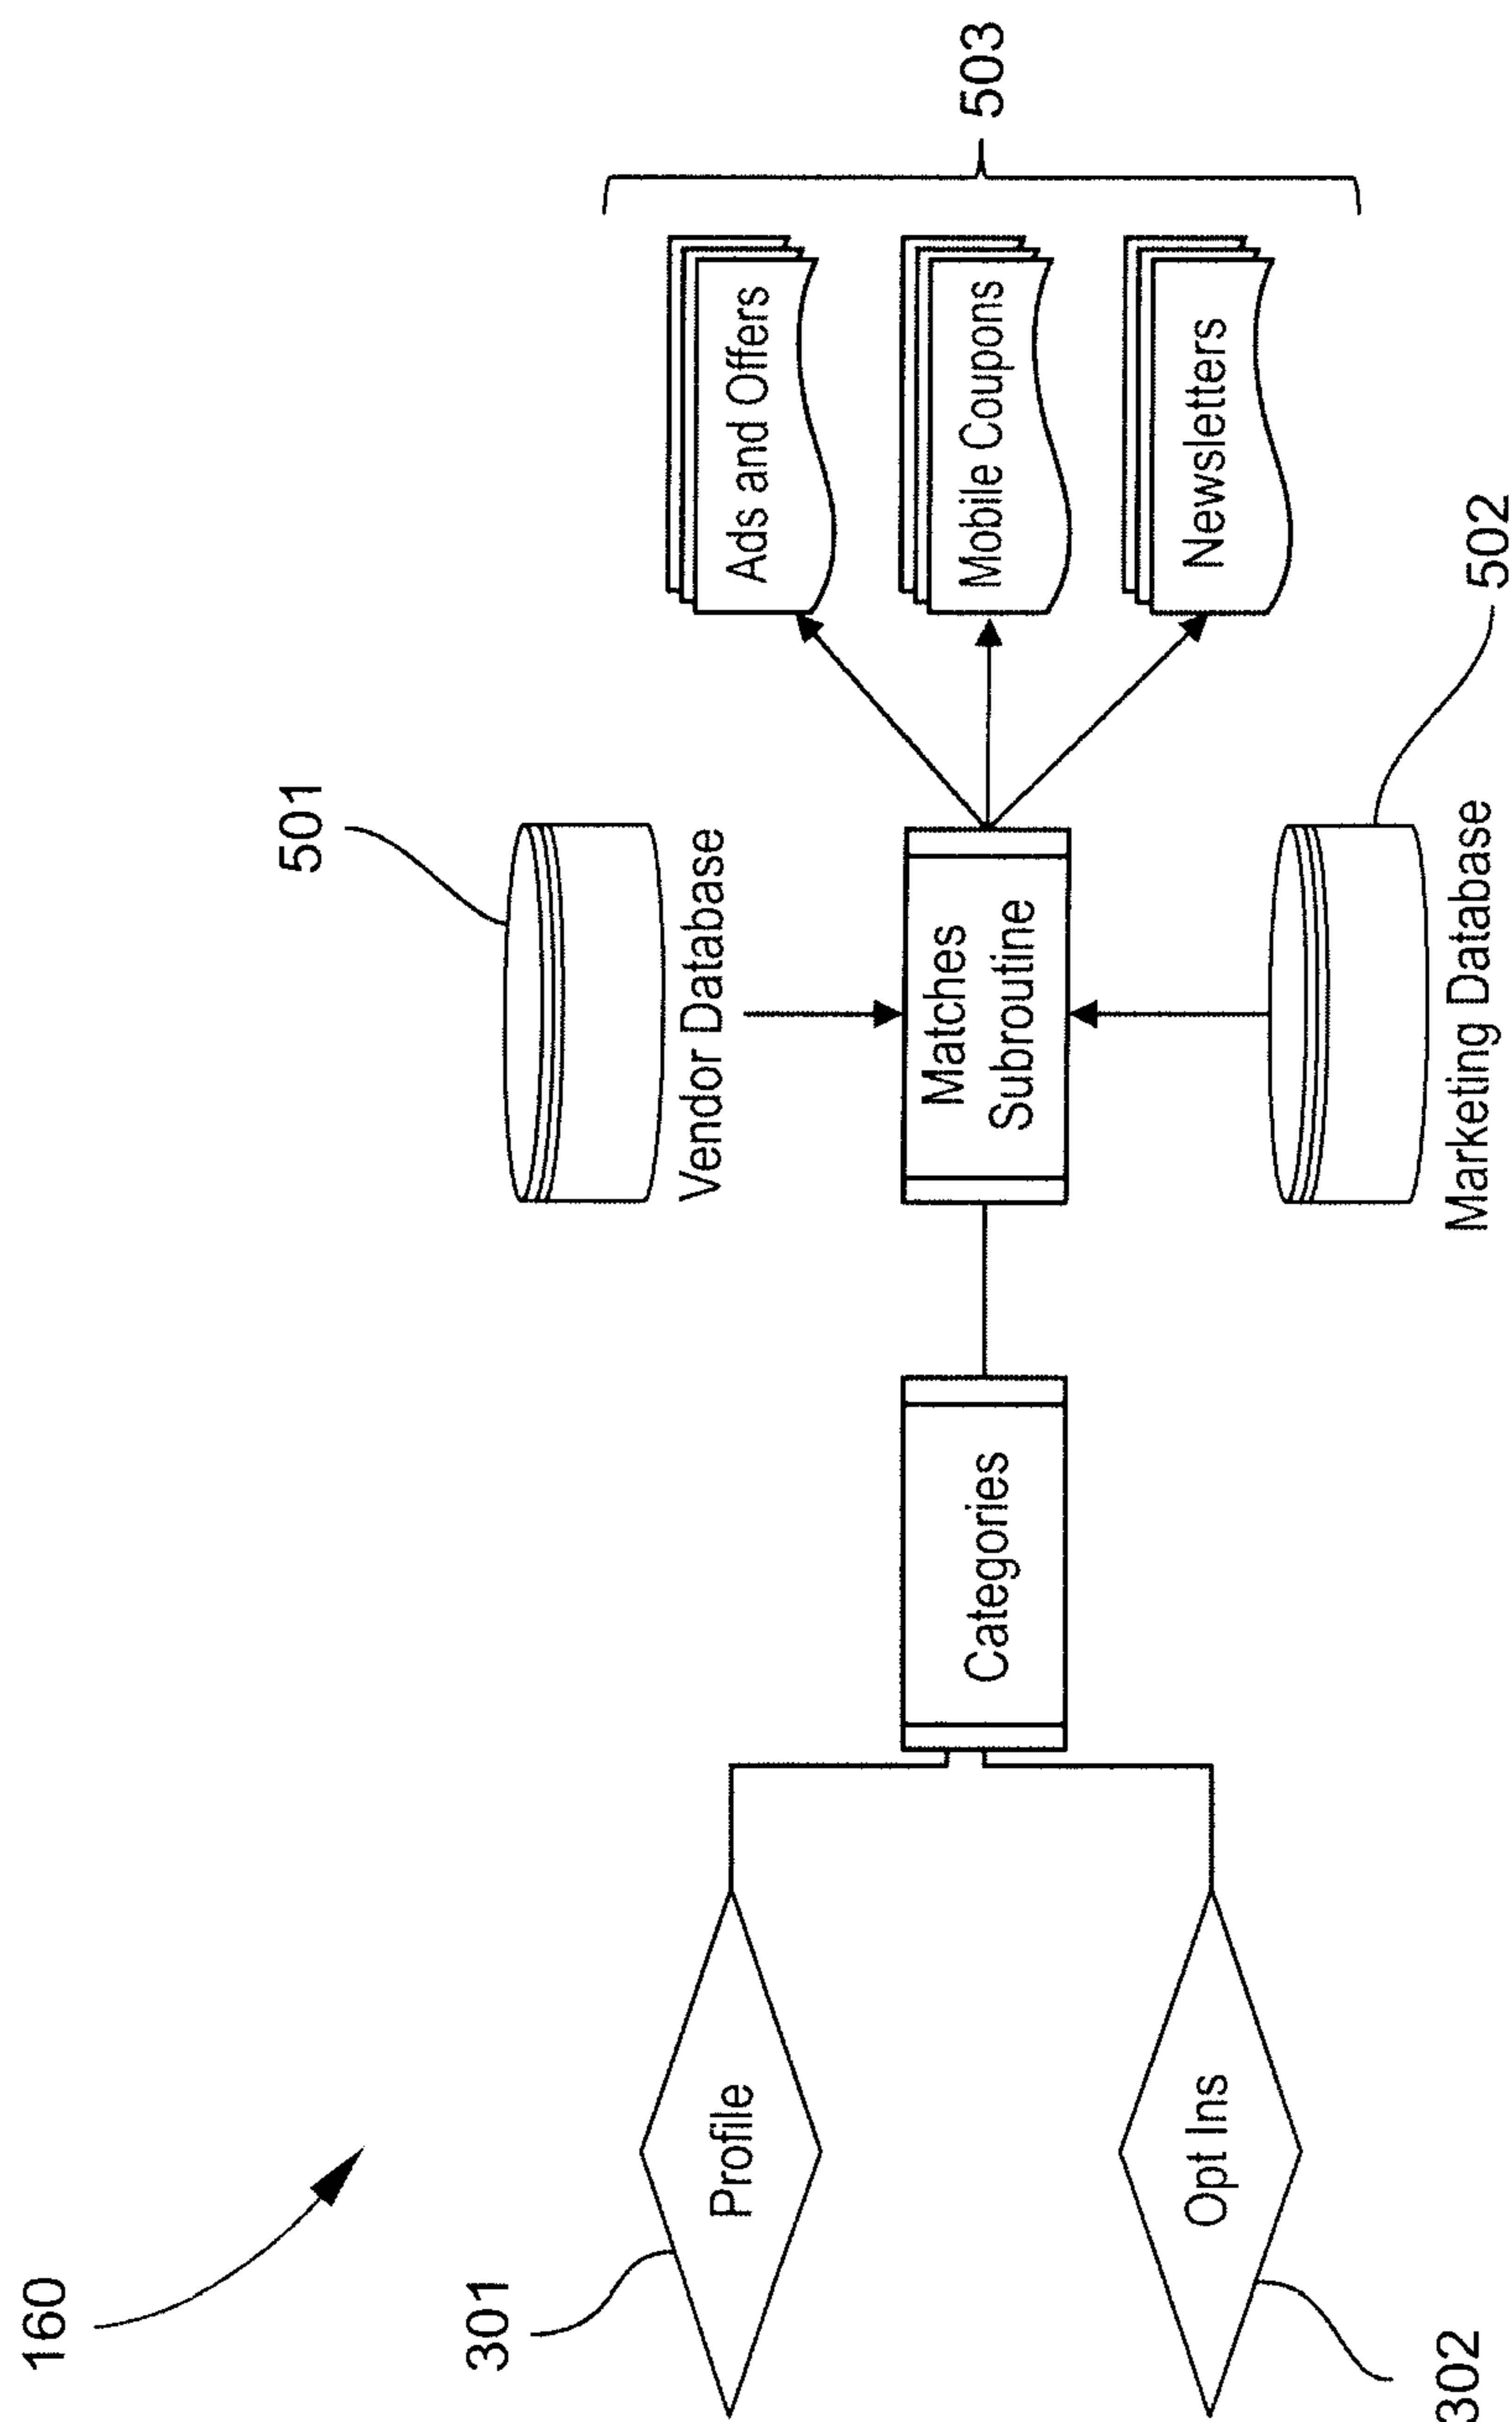 160
501
Vendor Database
301
Profile
Ads and Offers
Categories
Matches
Subroutine
Mobile Coupons
503
Opt Ins
Newsletters
302
Marketing Database
502